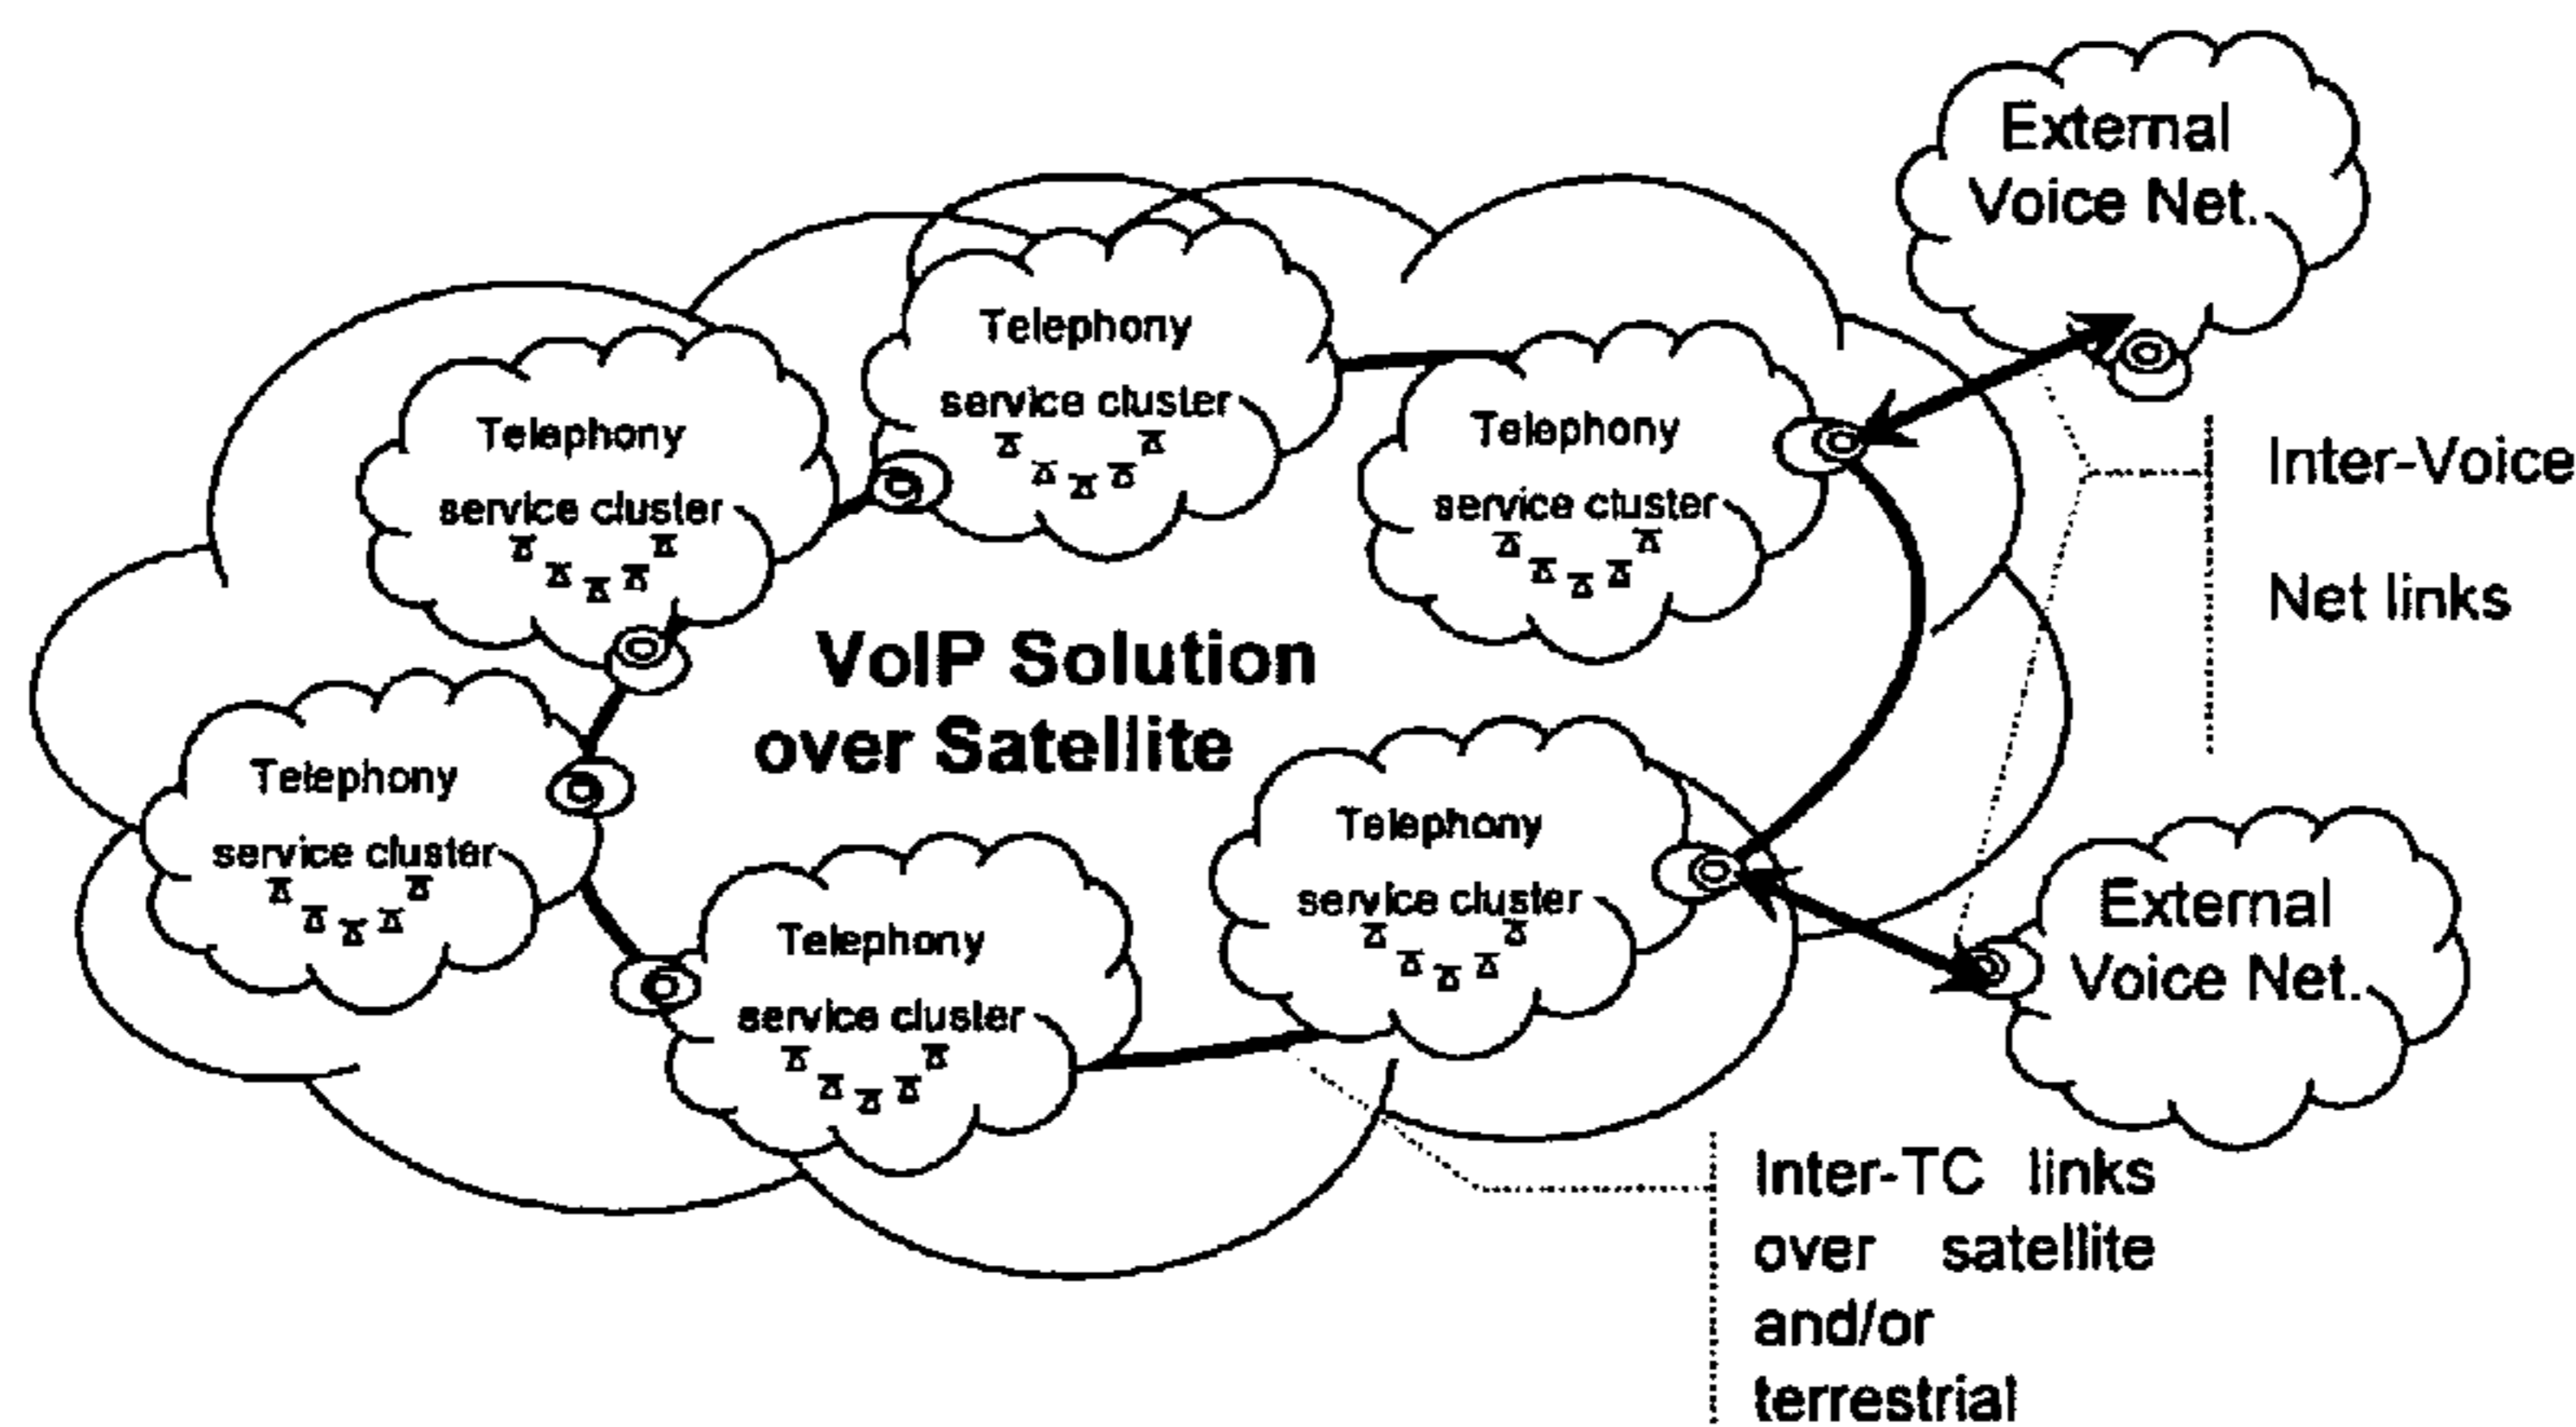 External
Voice Net.
Telephony
service cluster
Telephony
service cluster
Telephony
service cluster
Inter-Voice
Net links
VoIP Solution
over Satellite
Telephony
service cluster
Telephony
service cluster
Telephony
service cluster
External
Voice Net.
Inter-TC links
over satellite
and/or
terrestrial